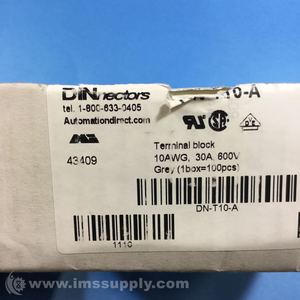 DINnectors
tel. 1-800-633-0405
Automationdirect.com
T10-A
43409
Terminal block
10AWG, 30A, 600V
Grey (1box=100pcs)
DN-T10-A
1110
© www.imssupply.com